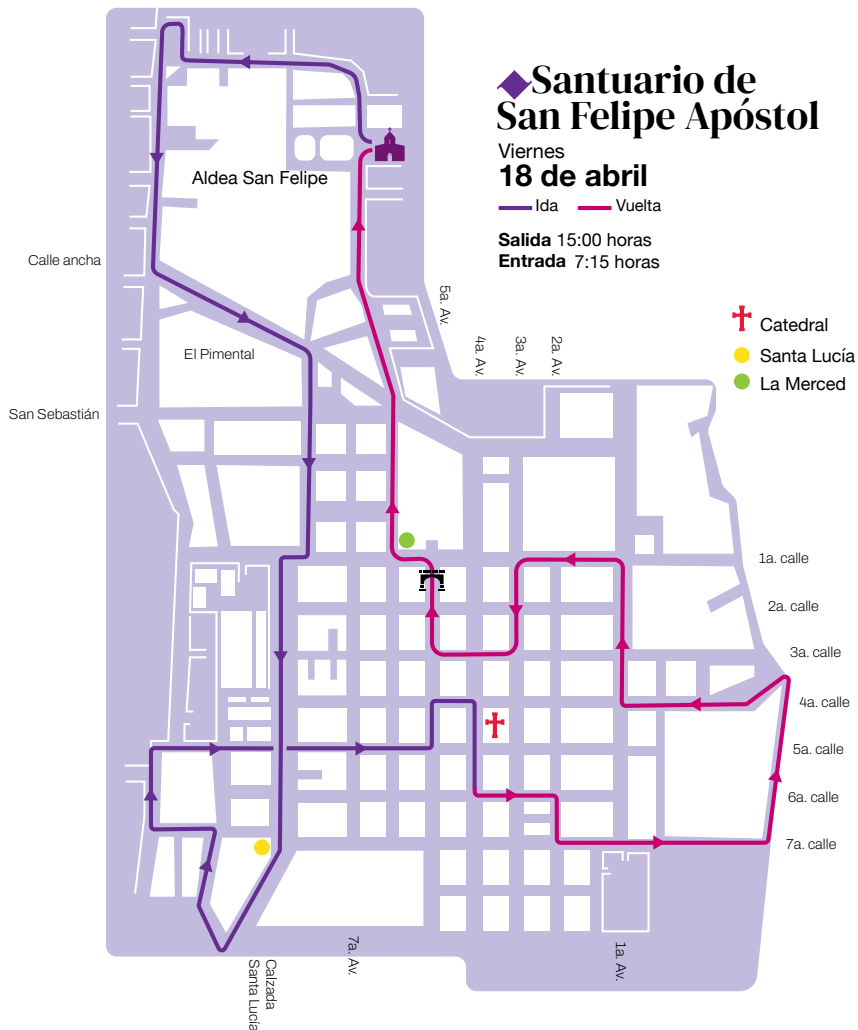 Santuario de
San Felipe Apóstol
Viernes
18 de abril
Ida
Vuelta
Salida 15:00 horas
Entrada 7:15 horas
Aldea San Felipe
Calle ancha
5a. Av.
4a. Av.
3a. Av.
2a. Av.
Catedral
Santa Lucía
La Merced
El Pimental
San Sebastián
1a. calle
2a. calle
3a. calle
4a. calle
5a. calle
6a. calle
7a. calle
7a. Av.
1a. Av.
Calzada
Santa Lucía